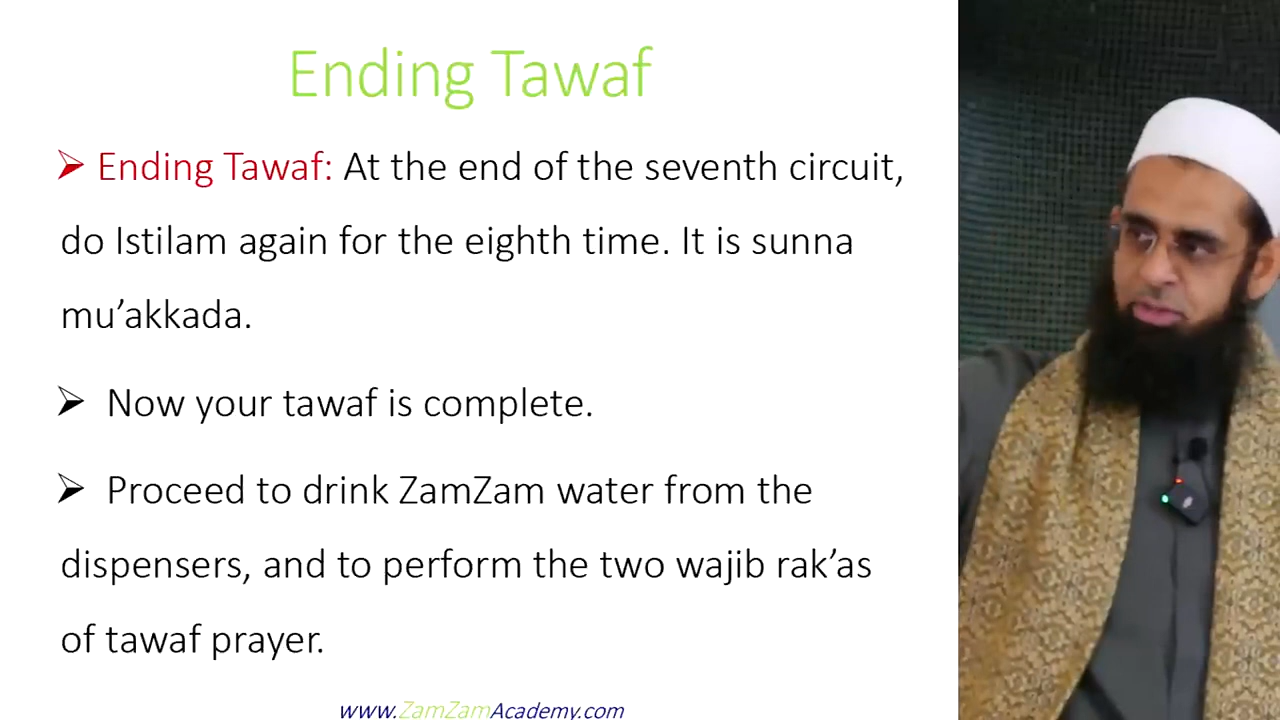 Ending Tawaf
➢ Ending Tawaf: At the end of the seventh circuit,
do Istilam again for the eighth time. It is sunna
mu’akkada.
➢ Now your tawaf is complete.
➢ Proceed to drink ZamZam water from the
dispensers, and to perform the two wajib rak’as
of tawaf prayer.
www.ZamZamAcademy.com